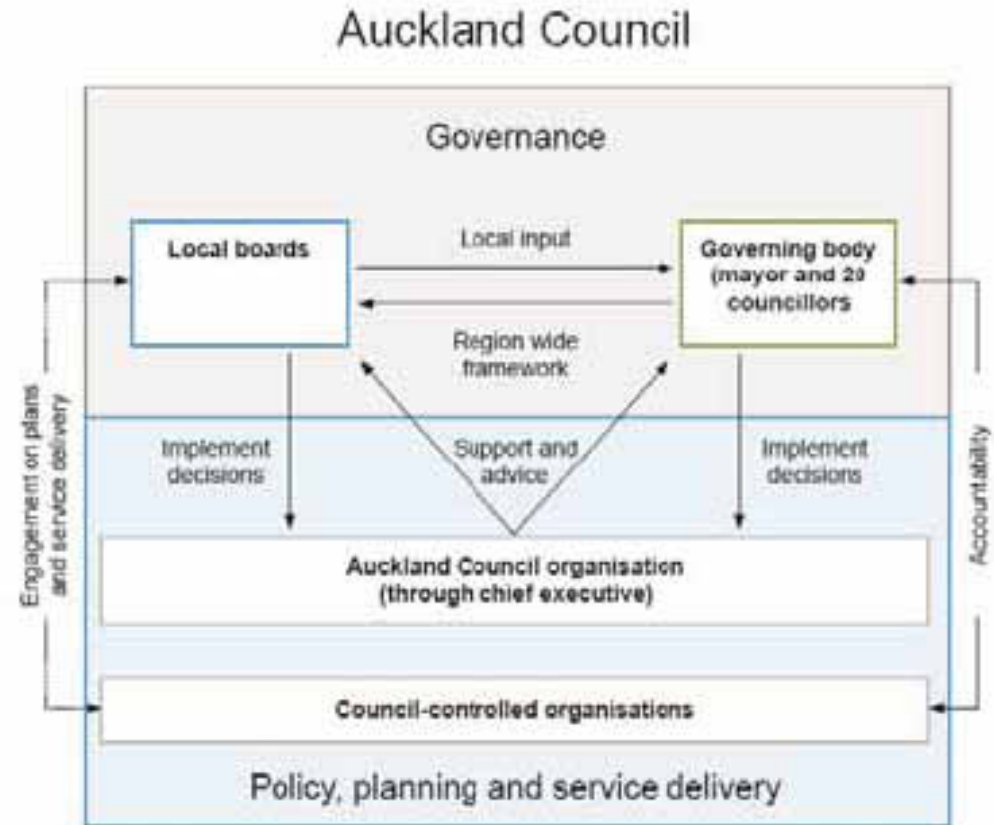 Auckland Council
Governance
Local boards
Local input
Governing body
(mayor and 20
councillors
Region wide
framework
Engagement on plans
and service delivery
Implement
decisions
Support and
advice
Implement
decisions
Accountability
Auckland Council organisation
(through chief executive)
Council-controlled organisations
Policy, planning and service delivery